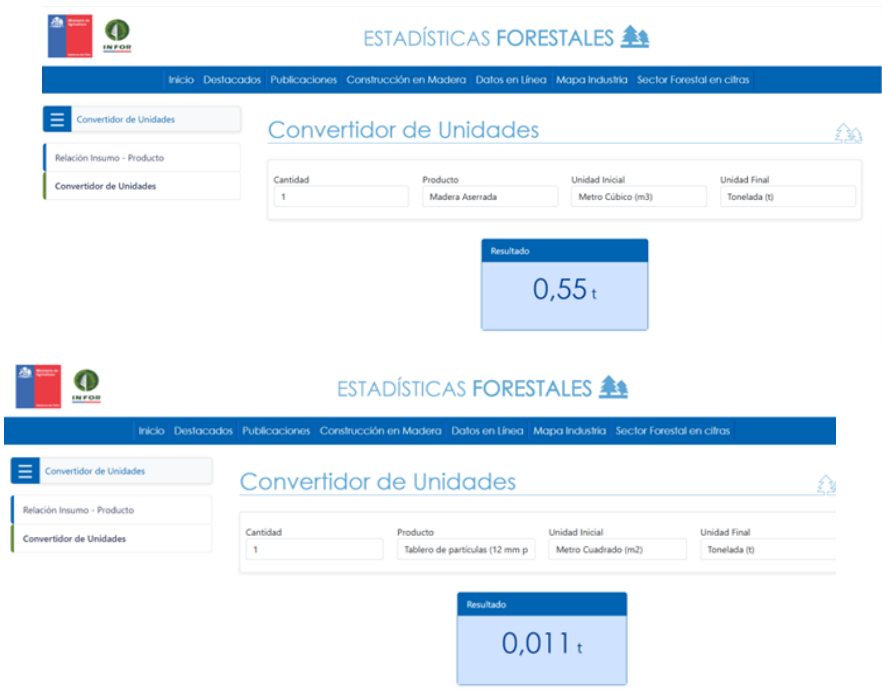 Ministerio de
Agricultura
INFOR
ESTADÍSTICAS FORESTALES
Inicio Destacados Publicaciones Construcción en Madera Datos en Línea Mapa Industria Sector Forestal en cifras
Convertidor de Unidades
Relación Insumo - Producto
Convertidor de Unidades
Convertidor de Unidades
Cantidad Producto Unidad Inicial Unidad Final
1 Madera Aserrada Metro Cúbico (m3) Tonelada (t)
Resultado
0,55 t
INFOR
ESTADÍSTICAS FORESTALES
Inicio Destacados Publicaciones Construcción en Madera Datos en Línea Mapa Industria Sector Forestal en cifras
Convertidor de Unidades
Relación Insumo - Producto
Convertidor de Unidades
Convertidor de Unidades
Cantidad Producto Unidad Inicial Unidad Final
1 Tablero de partículas (12 mm p Metro Cuadrado (m2) Tonelada (t)
Resultado
0,011 t